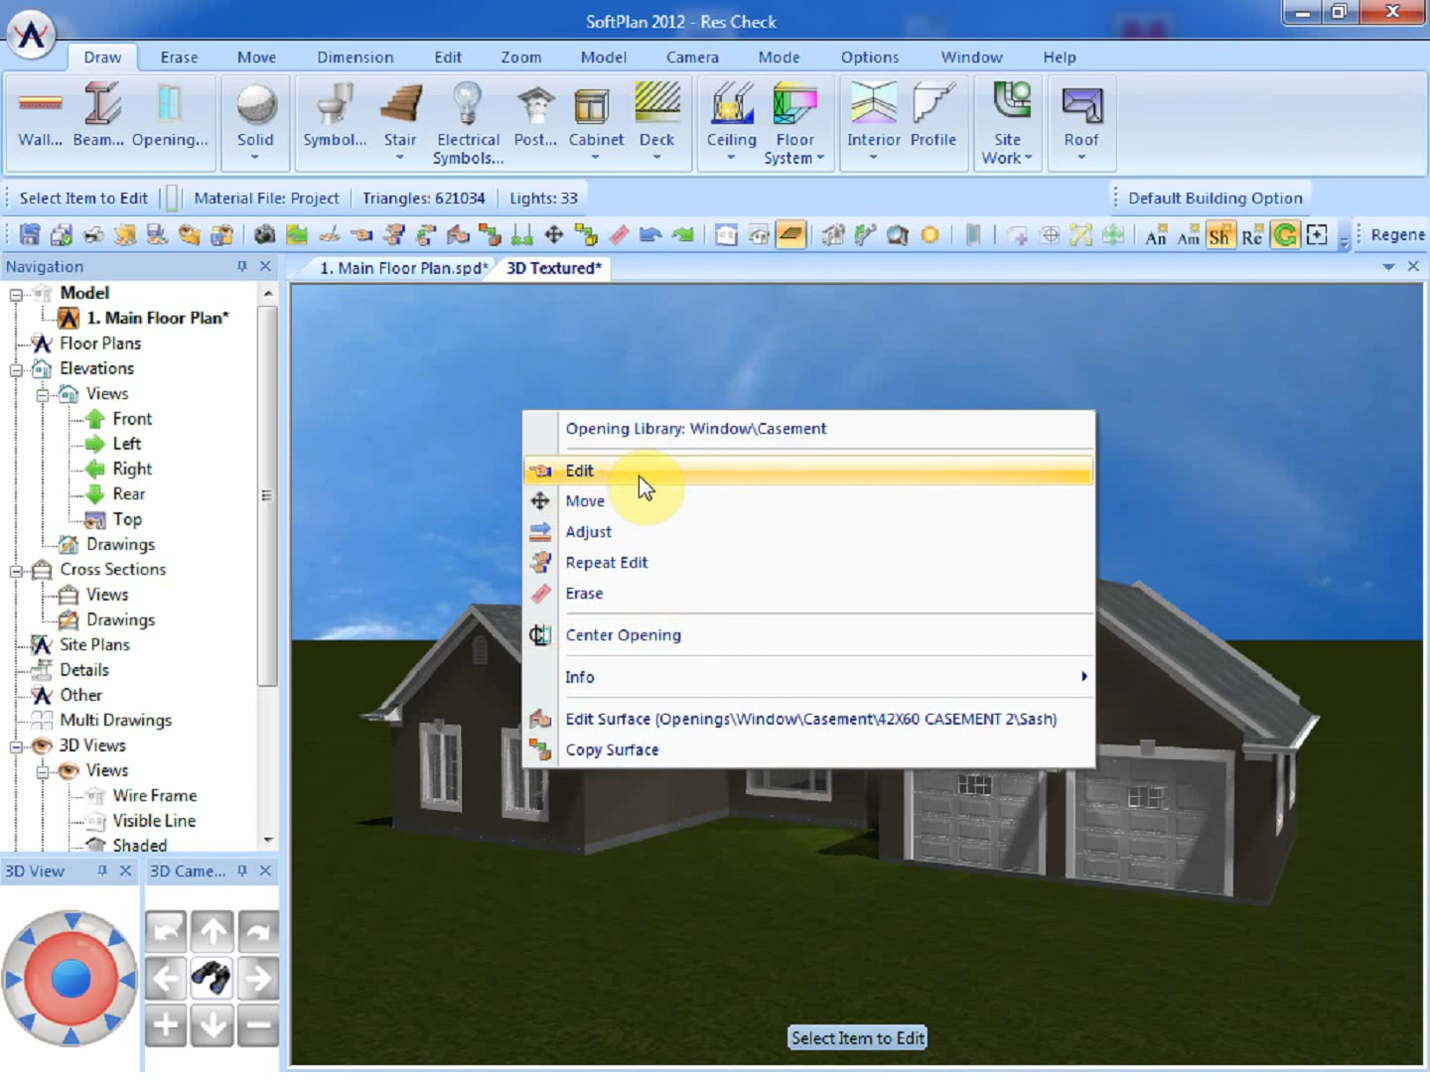 SoftPlan 2012 - Res Check
Draw Erase Move Dimension Edit Zoom Model Camera Mode Options Window Help
Wall... Beam... Opening... Solid Symbol... Stair Electrical Symbols... Post... Cabinet Deck Ceiling Floor System Interior Profile Site Work Roof
Select Item to Edit Material File: Project Triangles: 621034 Lights: 33 Default Building Option
An Am Sh Re Regene
Navigation
1. Main Floor Plan.spd* 3D Textured*
Model
1. Main Floor Plan*
Floor Plans
Elevations
Views
Front
Left
Right
Rear
Top
Drawings
Cross Sections
Views
Drawings
Site Plans
Details
Other
Multi Drawings
3D Views
Views
Wire Frame
Visible Line
Shaded
3D View 3D Came...
Opening Library: Window\Casement
Edit
Move
Adjust
Repeat Edit
Erase
Center Opening
Info
Edit Surface (Openings\Window\Casement\42X60 CASEMENT 2\Sash)
Copy Surface
Select Item to Edit